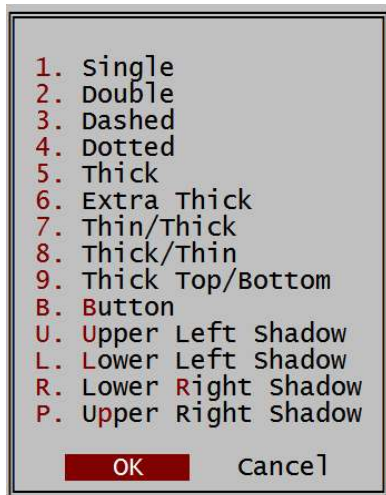 1. Single
2. Double
3. Dashed
4. Dotted
5. Thick
6. Extra Thick
7. Thin/Thick
8. Thick/Thin
9. Thick Top/Bottom
B. Button
U. Upper Left Shadow
L. Lower Left Shadow
R. Lower Right Shadow
P. Upper Right Shadow
OK Cancel